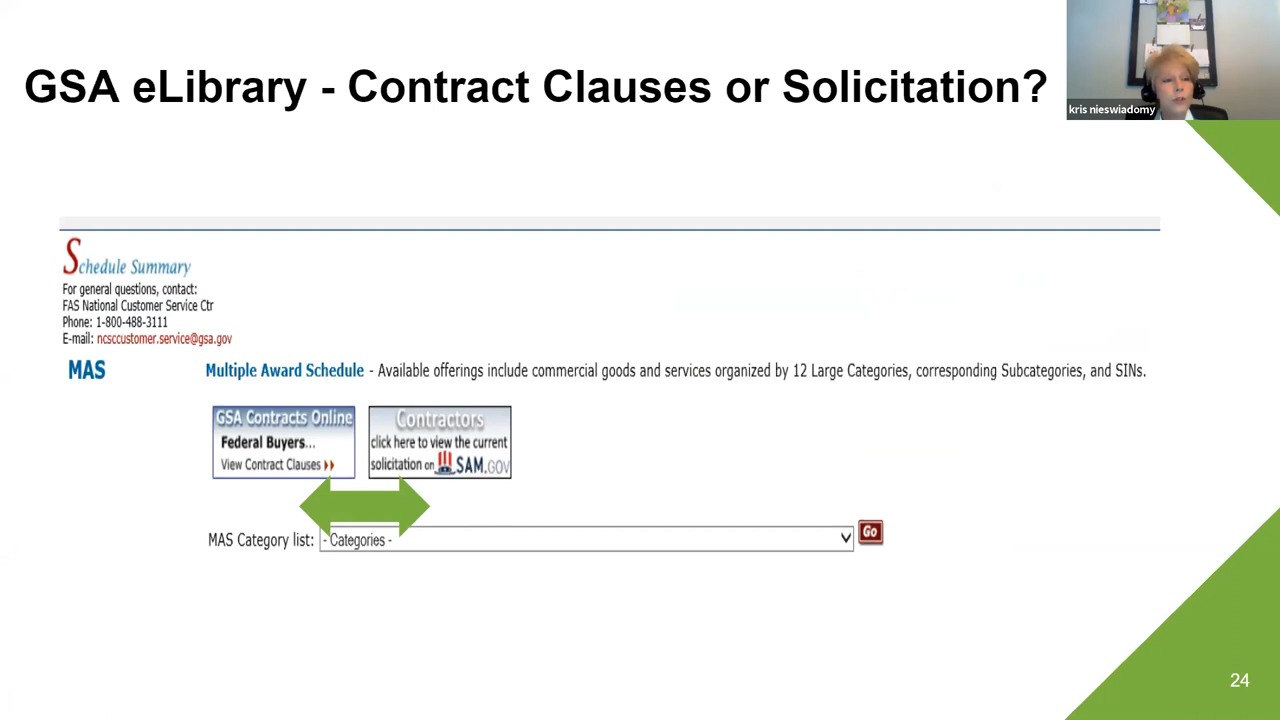 GSA eLibrary - Contract Clauses or Solicitation?
kris nieswiadomy
Schedule Summary
For general questions, contact:
FAS National Customer Service Ctr
Phone: 1-800-488-3111
E-mail: ncsccustomer.service@gsa.gov
MAS
Multiple Award Schedule - Available offerings include commercial goods and services organized by 12 Large Categories, corresponding Subcategories, and SINs.
GSA Contracts Online
Federal Buyers...
View Contract Clauses
Contractors
click here to view the current
solicitation on SAM.GOV
MAS Category list: - Categories - Go
24